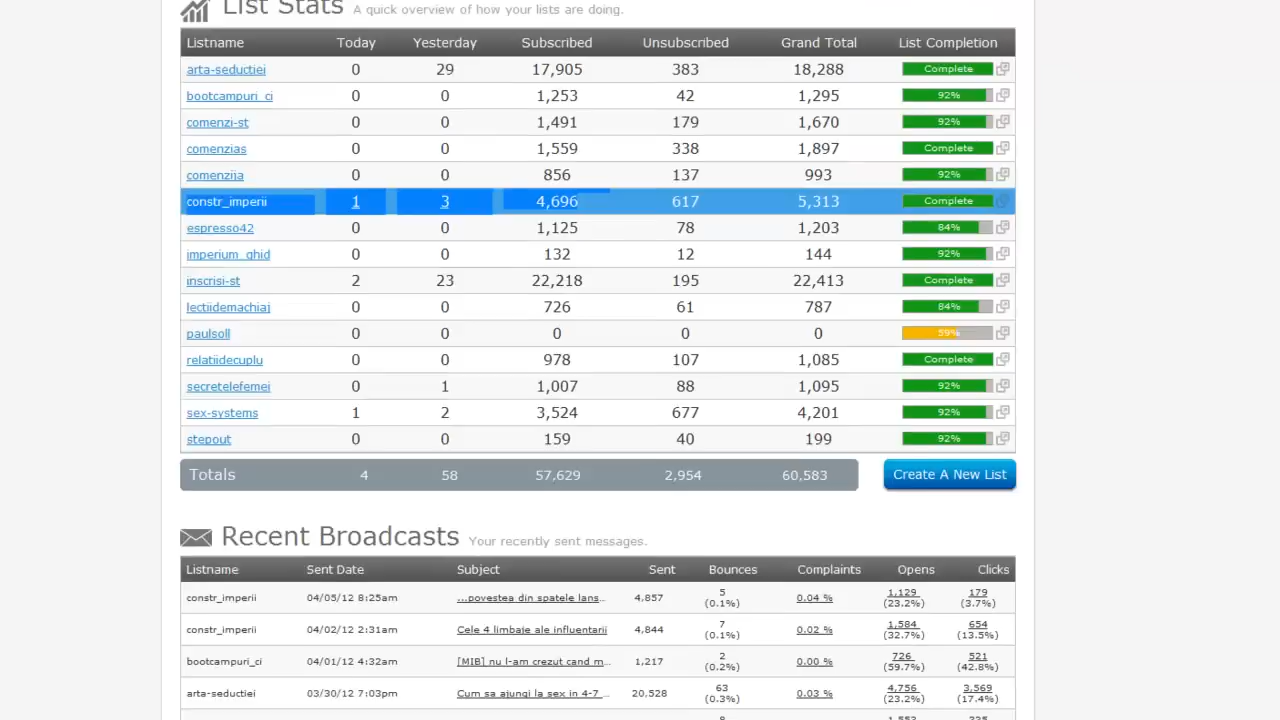 List Stats A quick overview of how your lists are doing.
Listname Today Yesterday Subscribed Unsubscribed Grand Total List Completion
arta-seductiei 0 29 17,905 383 18,288 Complete
bootcampuri_ci 0 0 1,253 42 1,295 92%
comenzi-st 0 0 1,491 179 1,670 92%
comenzias 0 0 1,559 338 1,897 Complete
comenzija 0 0 856 137 993 92%
constr_imperii 1 3 4,696 617 5,313 Complete
espresso42 0 0 1,125 78 1,203 84%
imperium_ghid 0 0 132 12 144 92%
inscrisi-st 2 23 22,218 195 22,413 Complete
lectiidemachiaj 0 0 726 61 787 84%
paulsoll 0 0 0 0 0 59%
relatiidecuplu 0 0 978 107 1,085 Complete
secretelefemei 0 1 1,007 88 1,095 92%
sex-systems 1 2 3,524 677 4,201 92%
stepout 0 0 159 40 199 92%
Totals 4 58 57,629 2,954 60,583 Create A New List
Recent Broadcasts Your recently sent messages.
Listname Sent Date Subject Sent Bounces Complaints Opens Clicks
constr_imperii 04/05/12 8:25am ...povestea din spatele lans... 4,857 5 (0.1%) 0.04 % 1,129 (23.2%) 179 (3.7%)
constr_imperii 04/02/12 2:31am Cele 4 limbaje ale influentarii 4,844 7 (0.1%) 0.02 % 1,584 (32.7%) 654 (13.5%)
bootcampuri_ci 04/01/12 4:32am [MIB] nu l-am crezut cand m... 1,217 2 (0.2%) 0.00 % 726 (59.7%) 521 (42.8%)
arta-seductiei 03/30/12 7:03pm Cum sa ajungi la sex in 4-7 ... 20,528 63 (0.3%) 0.03 % 4,756 (23.2%) 3,569 (17.4%)